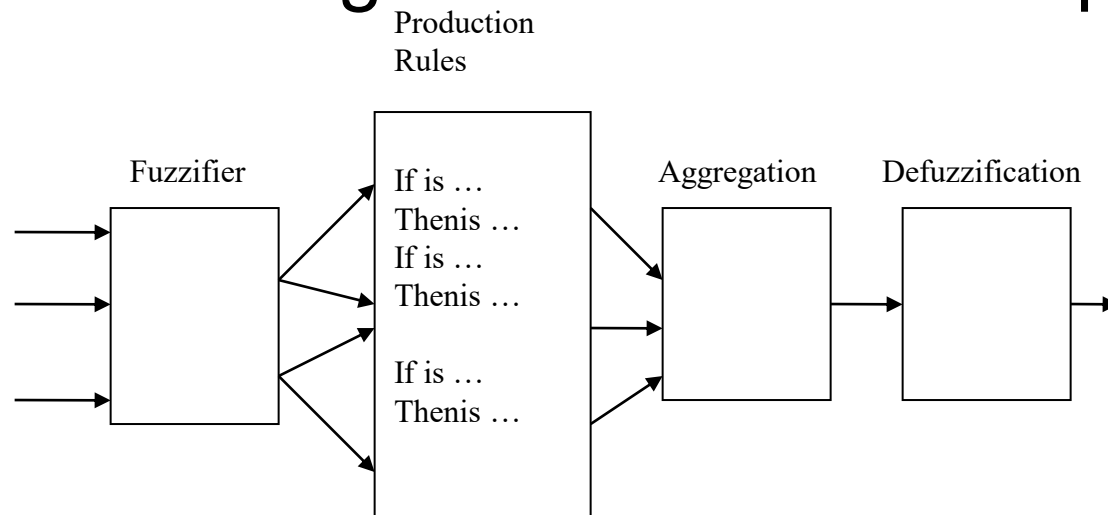 Production
Rules
Fuzzifier
If is …
Thenis …
If is …
Thenis …
If is …
Thenis …
Aggregation
Defuzzification